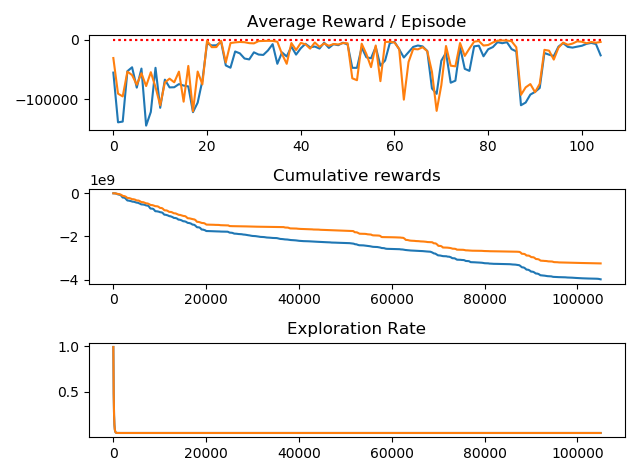 Average Reward / Episode
0
−100000
0 20 40 60 80 100
1e9
Cumulative rewards
0
−2
−4
0 20000 40000 60000 80000 100000
Exploration Rate
1.0
0.5
0 20000 40000 60000 80000 100000